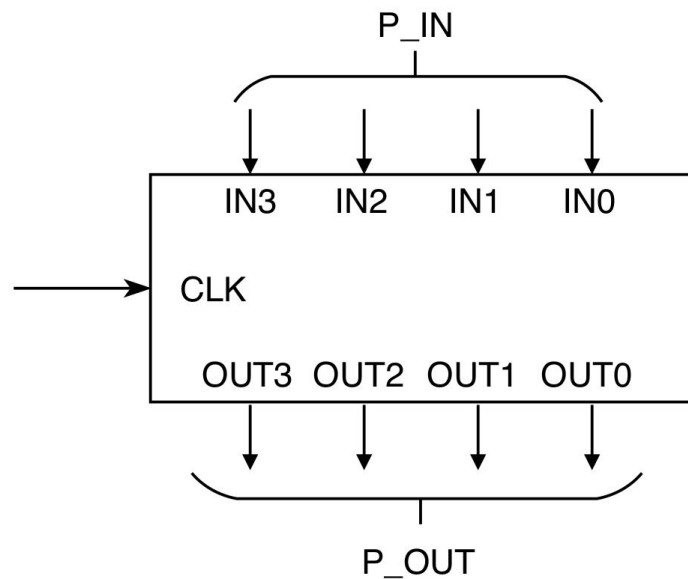 P_IN
IN3 IN2 IN1 IN0
CLK
OUT3 OUT2 OUT1 OUT0
P_OUT